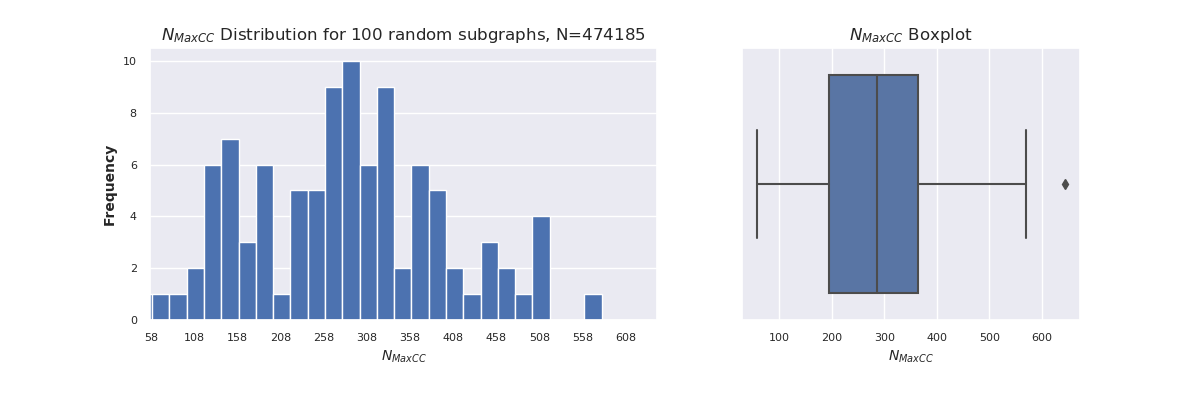 N_MaxCC Distribution for 100 random subgraphs, N=474185
Frequency
10
8
6
4
2
0
58 108 158 208 258 308 358 408 458 508 558 608
N_MaxCC
N_MaxCC Boxplot
100 200 300 400 500 600
N_MaxCC